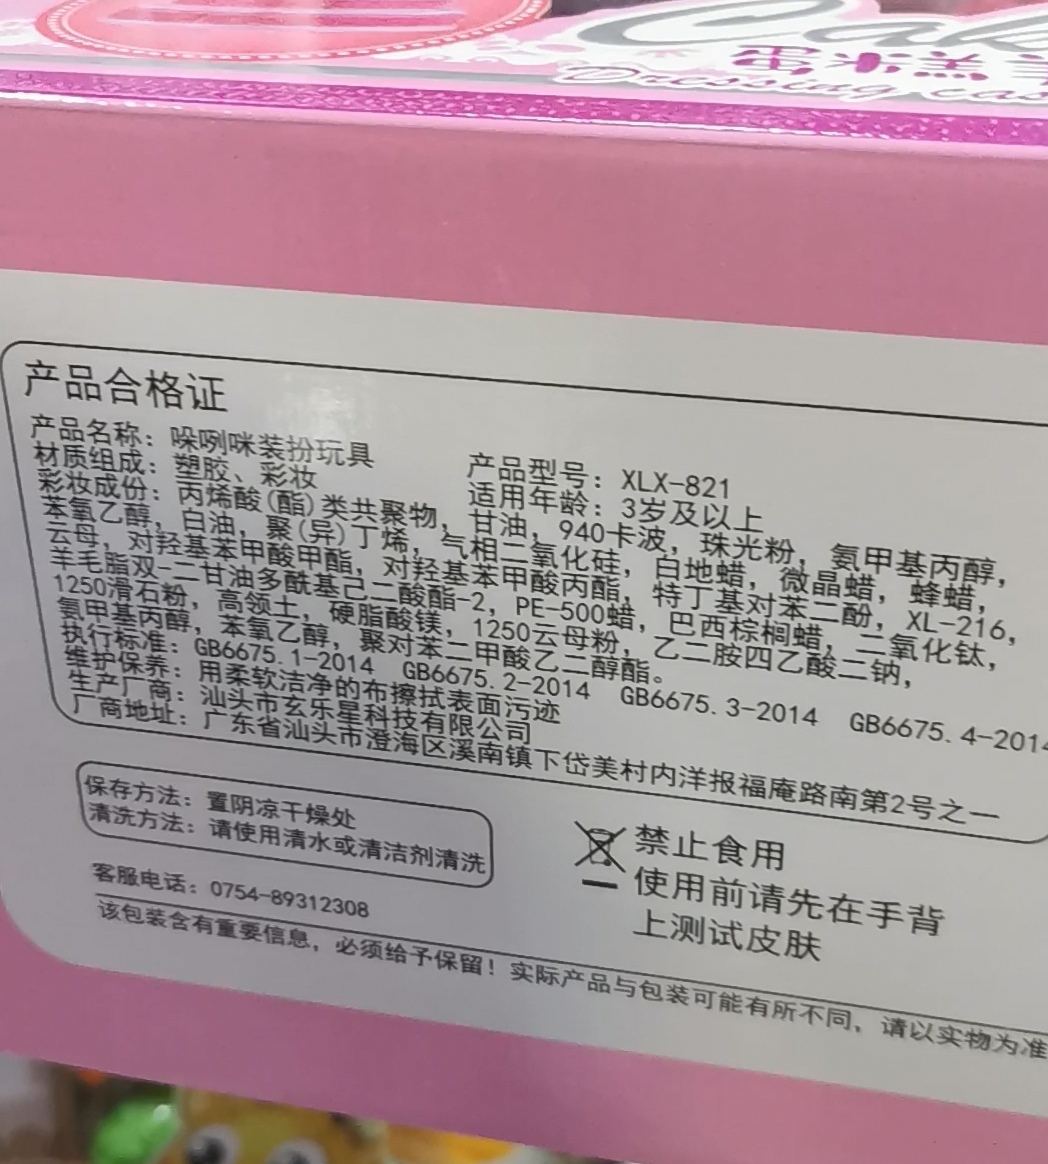 蛋糕
Dressing cas
产品合格证
产品名称：哚咧咪装扮玩具 产品型号：XLX-821
材质组成：塑胶、彩妆 适用年龄：3岁及以上
彩妆成份：丙烯酸(酯)类共聚物，甘油，940卡波，珠光粉，氨甲基丙醇，
苯氧乙醇，白油，聚(异)丁烯，气相二氧化硅，白地蜡，微晶蜡，蜂蜡，
云母，对羟基苯甲酸甲酯，对羟基苯甲酸丙酯，特丁基对苯二酚，XL-216，
羊毛脂双-二甘油多酰基己二酸酯-2，PE-500蜡，巴西棕榈蜡，二氧化钛，
1250滑石粉，高领土，硬脂酸镁，1250云母粉，乙二胺四乙酸二钠，
氨甲基丙醇，苯氧乙醇，聚对苯二甲酸乙二醇酯。
执行标准：GB6675.1-2014 GB6675.2-2014 GB6675.3-2014 GB6675.4-2014
维护保养：用柔软洁净的布擦拭表面污迹
生产厂商：汕头市玄乐星科技有限公司
厂商地址：广东省汕头市澄海区溪南镇下岱美村内洋报福庵路南第2号之一
保存方法：置阴凉干燥处
清洗方法：请使用清水或清洁剂清洗
禁止食用
使用前请先在手背
上测试皮肤
客服电话：0754-89312308
该包装含有重要信息，必须给予保留！实际产品与包装可能有所不同，请以实物为准